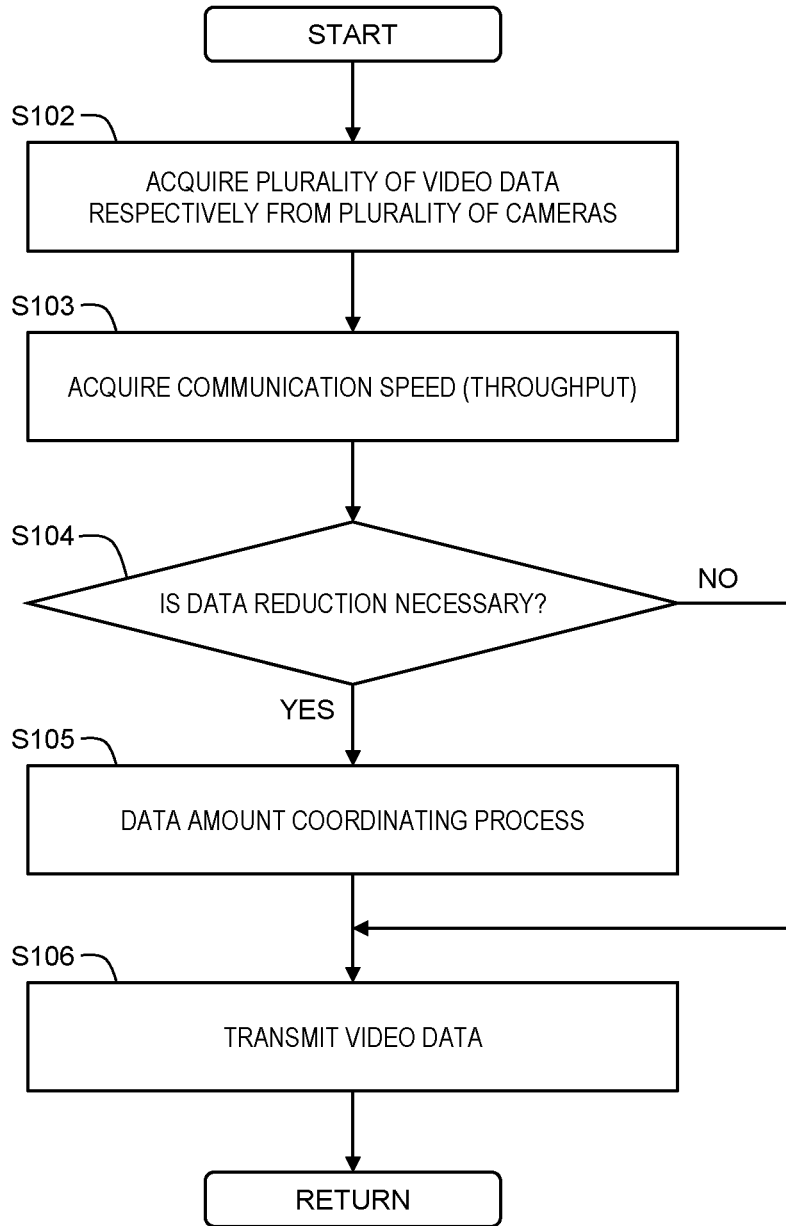 START
S102
ACQUIRE PLURALITY OF VIDEO DATA
RESPECTIVELY FROM PLURALITY OF CAMERAS
S103
ACQUIRE COMMUNICATION SPEED (THROUGHPUT)
S104
IS DATA REDUCTION NECESSARY?
NO
YES
S105
DATA AMOUNT COORDINATING PROCESS
S106
TRANSMIT VIDEO DATA
RETURN